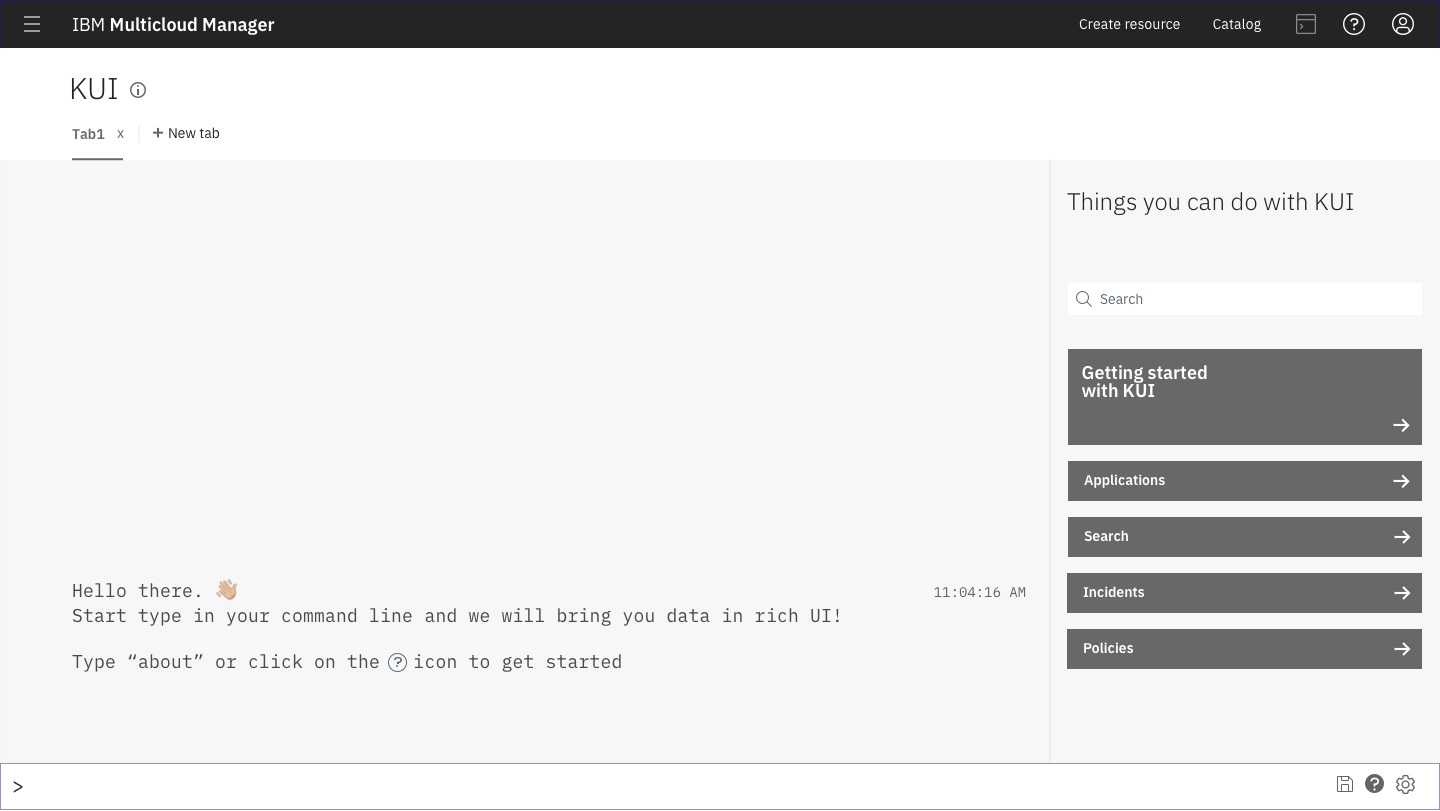 IBM Multicloud Manager
Create resource
Catalog
KUI
Tab1 x
+ New tab
Hello there. 👋🏼
11:04:16 AM
Start type in your command line and we will bring you data in rich UI!
Type “about” or click on the ? icon to get started
Things you can do with KUI
Search
Getting started
with KUI
Applications
Search
Incidents
Policies
>